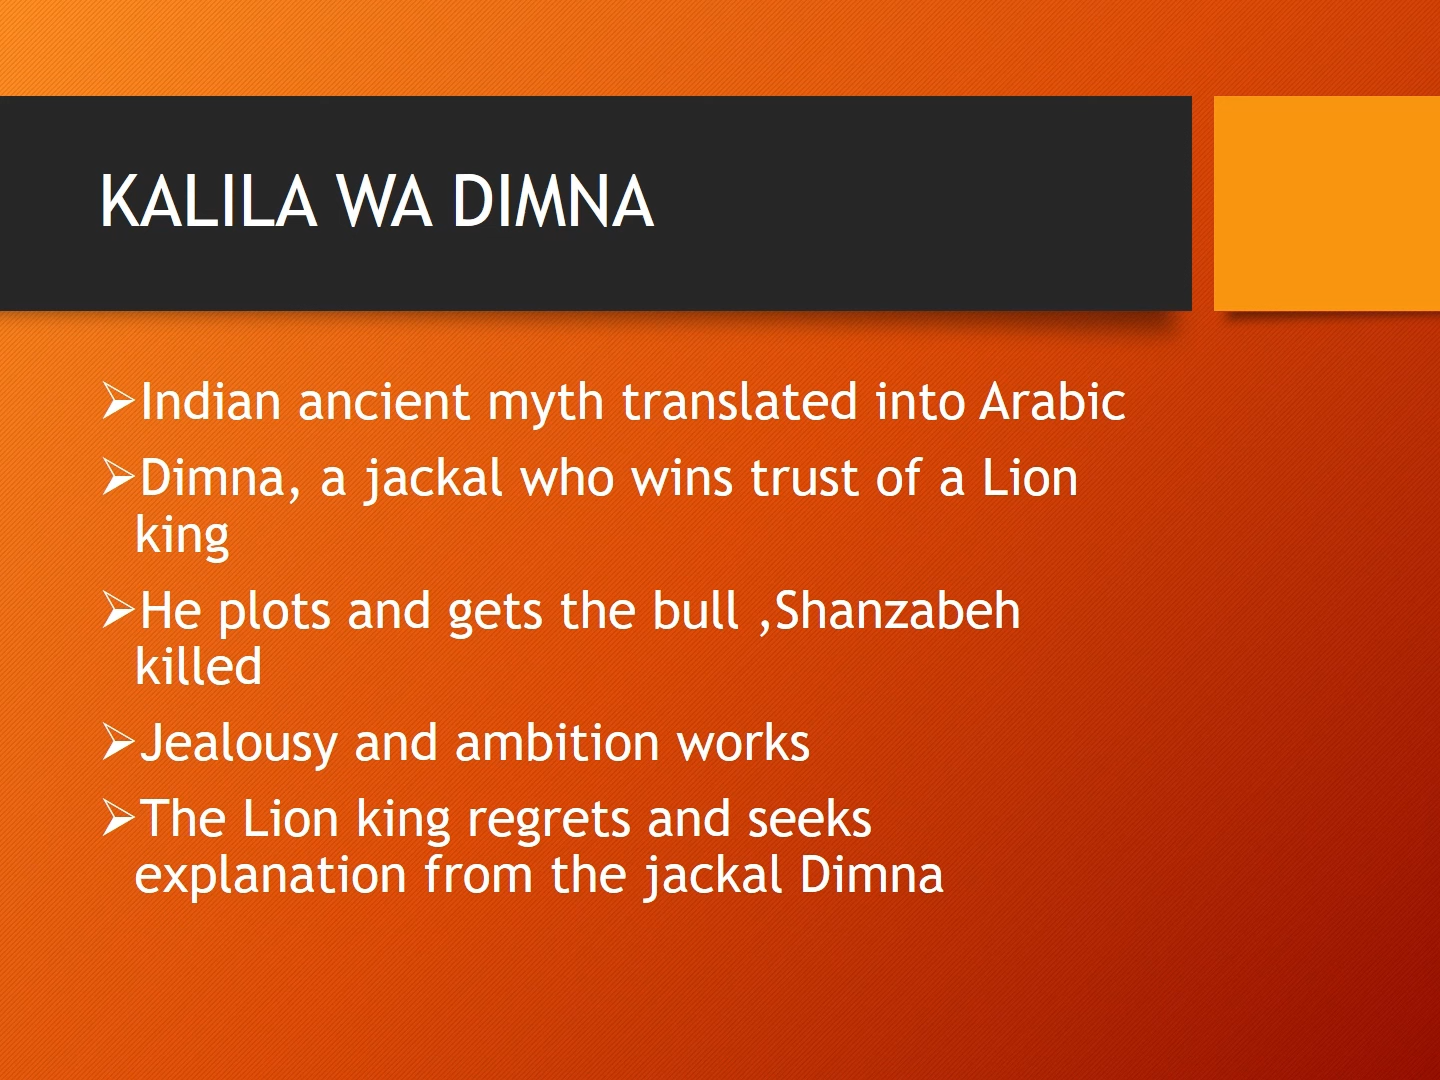 KALILA WA DIMNA
➢Indian ancient myth translated into Arabic
➢Dimna, a jackal who wins trust of a Lion
king
➢He plots and gets the bull ,Shanzabeh
killed
➢Jealousy and ambition works
➢The Lion king regrets and seeks
explanation from the jackal Dimna